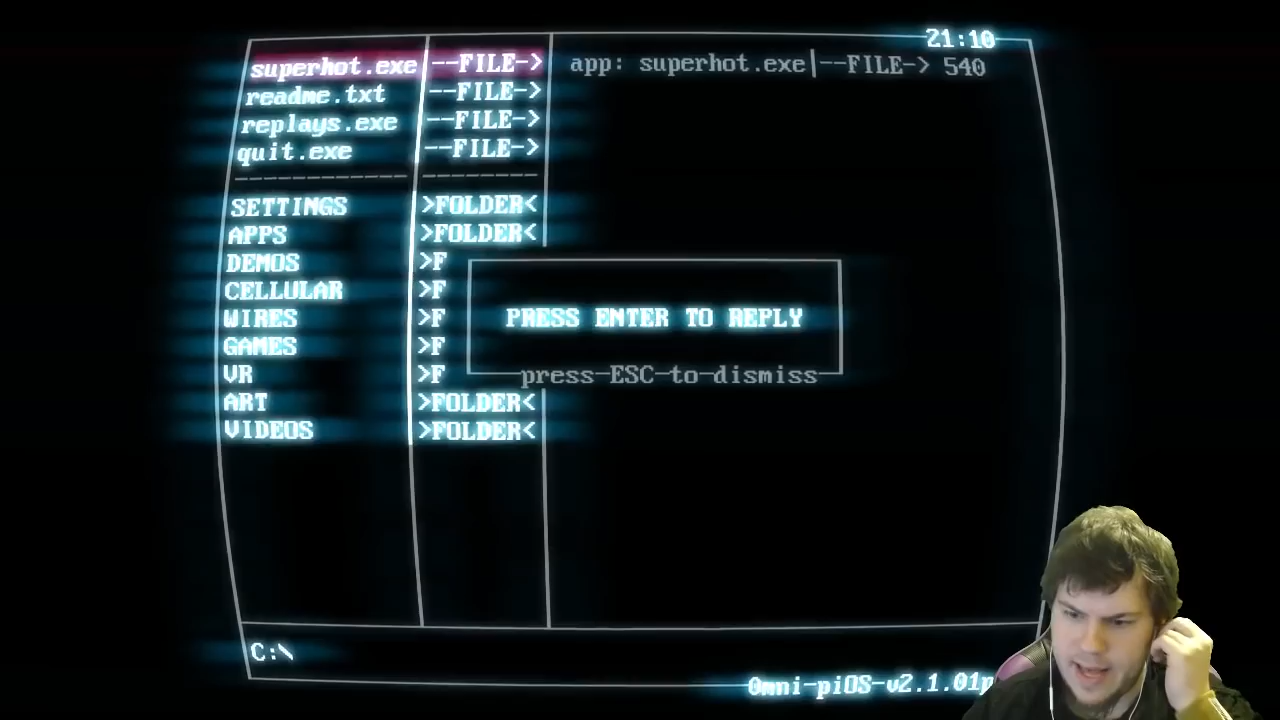 21:10
superhot.exe --FILE-> app: superhot.exe|--FILE-> 540
readme.txt --FILE->
replays.exe --FILE->
quit.exe --FILE->
------------ --------
SETTINGS >FOLDER<
APPS >FOLDER<
DEMOS >F
CELLULAR >F
WIRES >F
GAMES >F
VR >F
ART >FOLDER<
VIDEOS >FOLDER<
PRESS ENTER TO REPLY
press ESC to dismiss
C:\
0mni-piOS-v2.1.01p